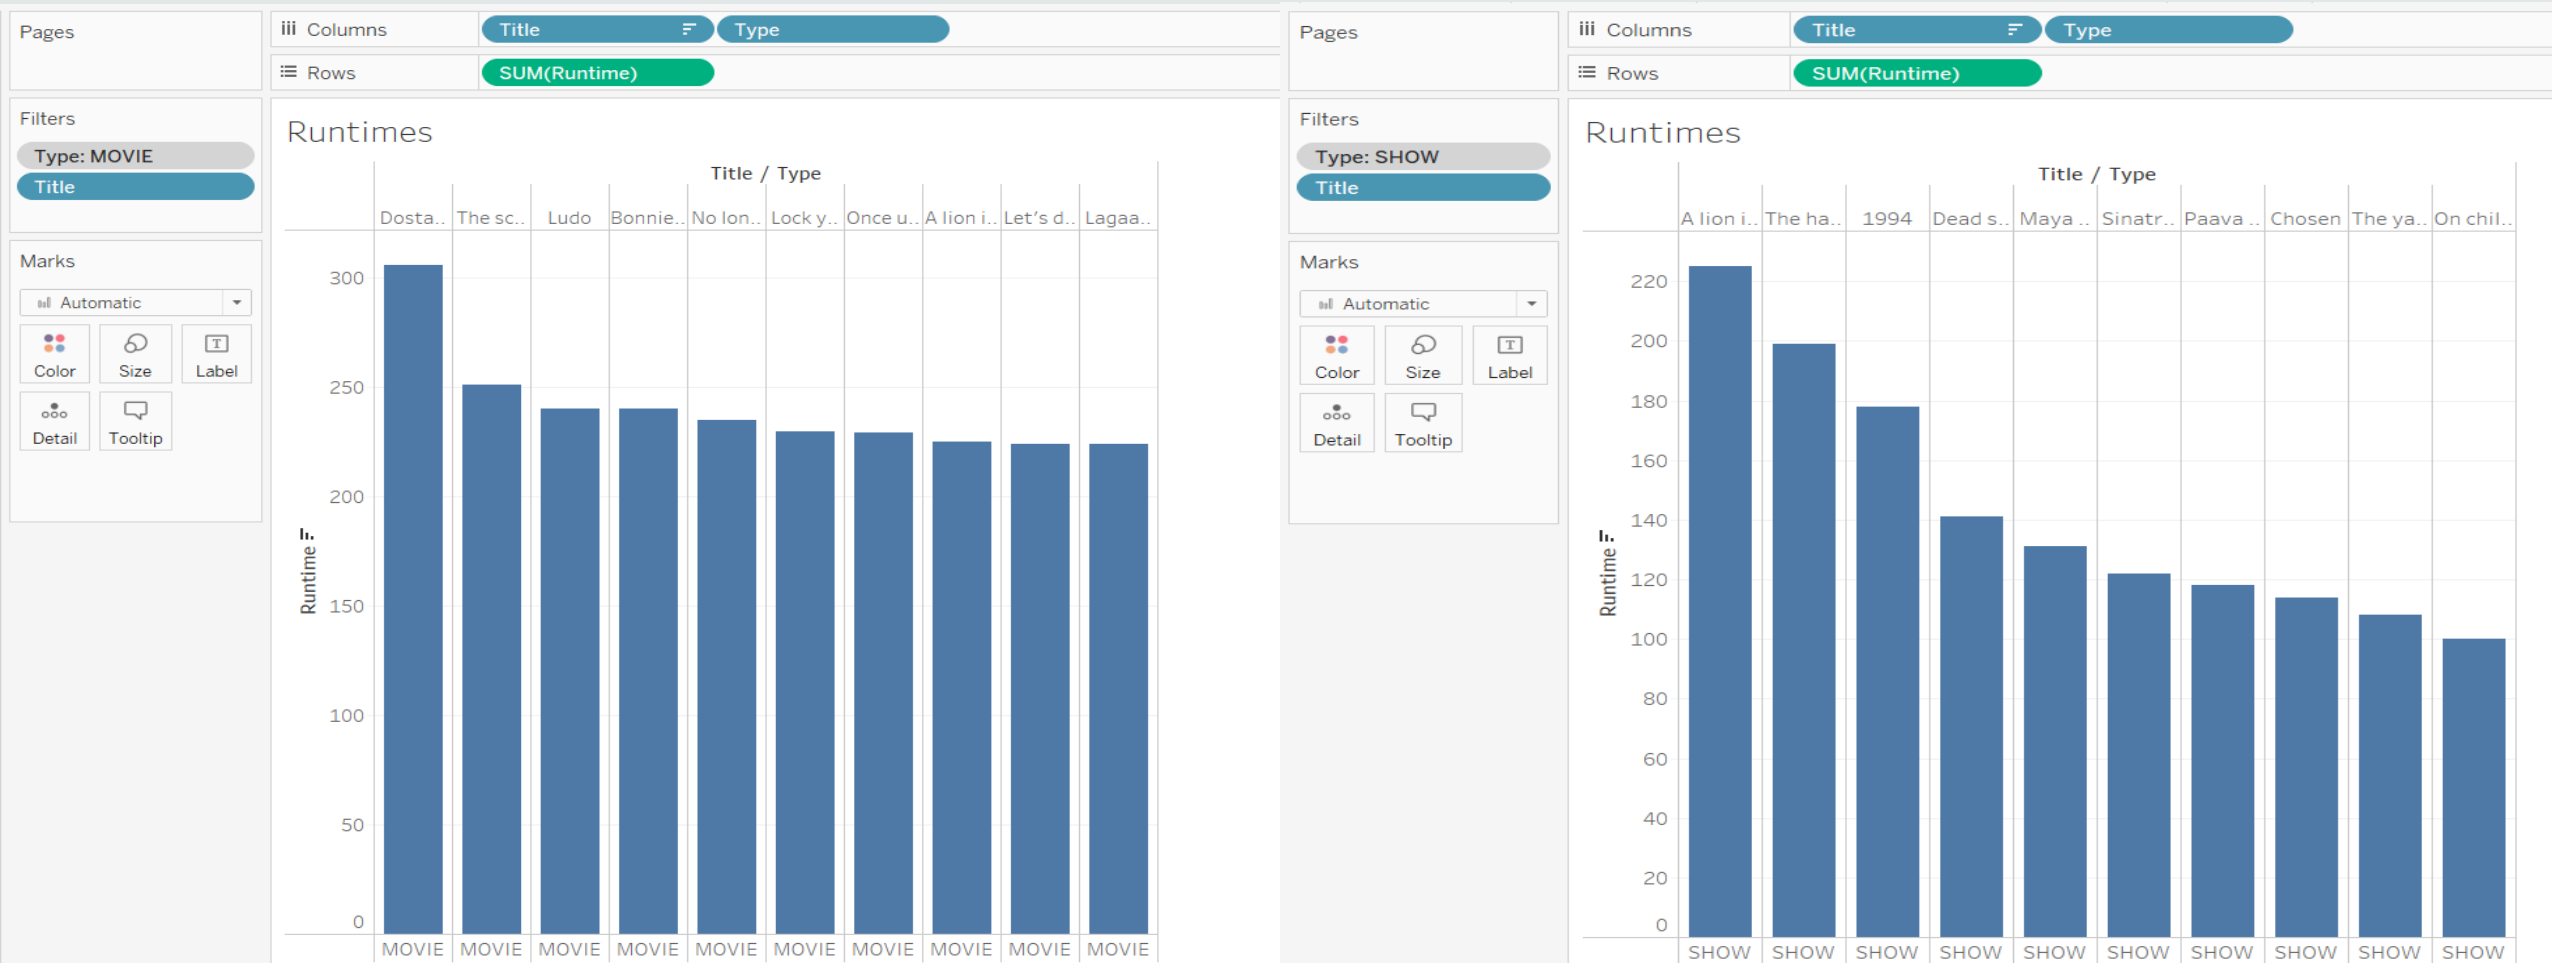 Pages
Columns Title Type
Rows SUM(Runtime)
Filters
Type: MOVIE
Title
Marks
Automatic
Color Size Label
Detail Tooltip
Runtimes
Title / Type
Dosta.. The sc.. Ludo Bonnie.. No lon.. Lock y.. Once u.. A lion i.. Let's d.. Lagaa..
300
250
200
150
100
50
0
Runtime
MOVIE MOVIE MOVIE MOVIE MOVIE MOVIE MOVIE MOVIE MOVIE MOVIE
Pages
Columns Title Type
Rows SUM(Runtime)
Filters
Type: SHOW
Title
Marks
Automatic
Color Size Label
Detail Tooltip
Runtimes
Title / Type
A lion i.. The ha.. 1994 Dead s.. Maya .. Sinatr.. Paava .. Chosen The ya.. On chil..
220
200
180
160
140
120
100
80
60
40
20
0
Runtime
SHOW SHOW SHOW SHOW SHOW SHOW SHOW SHOW SHOW SHOW